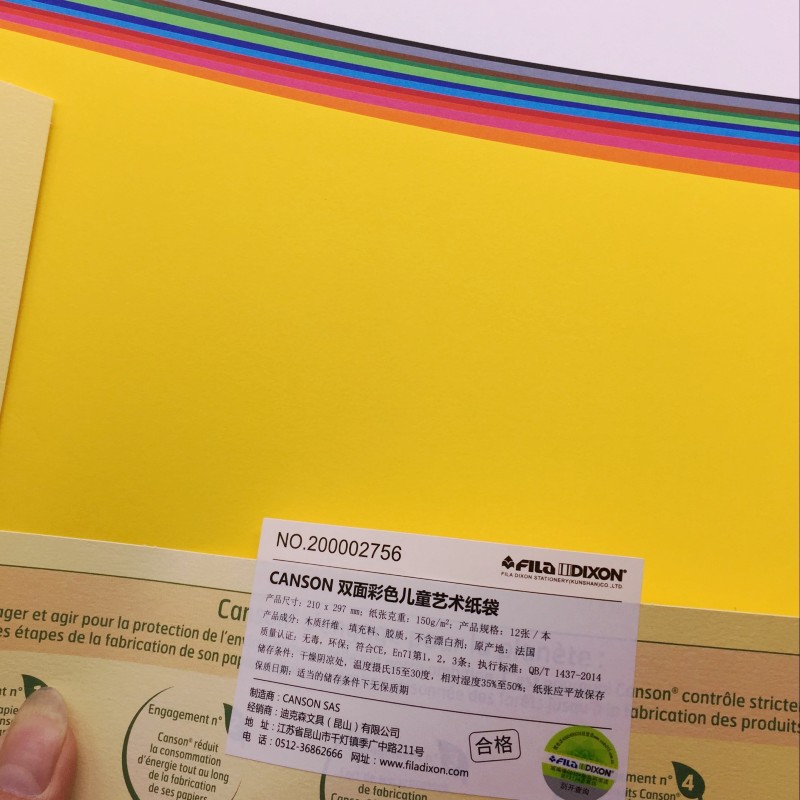 NO.200002756
FILA DIXON
FILA DIXON STATIONERY(KUNSHAN)CO.,LTD.
CANSON 双面彩色儿童艺术纸袋
产品尺寸：210 x 297 mm；纸张克重：150g/m²；产品规格：12张/本
产品成分：木质纤维、填充料、胶质，不含漂白剂；原产地：法国
质量认证：无毒，环保；符合CE，En71第1，2，3条；执行标准：QB/T 1437-2014
储存条件：干燥阴凉处，温度摄氏15至30度，相对湿度35%至50%；纸张应平放保存
保质日期：适当的储存条件下无保质期
制造商：CANSON SAS
经销商：迪克森文具（昆山）有限公司
地 址：江苏省昆山市千灯镇季广中路211号
电 话：0512-36862666 网址：www.filadixon.com
合格
FILA DIXON
刮开查询
Can
ager et agir pour la protection de l'env
es étapes de la fabrication de son pap
Engagement n°
Canson® réduit
la consommation
d'énergie tout au long
de la fabrication
de ses papiers
de fabrication
Canson® contrôle stricte
fabrication des produits
ment n° 4
its Canson®